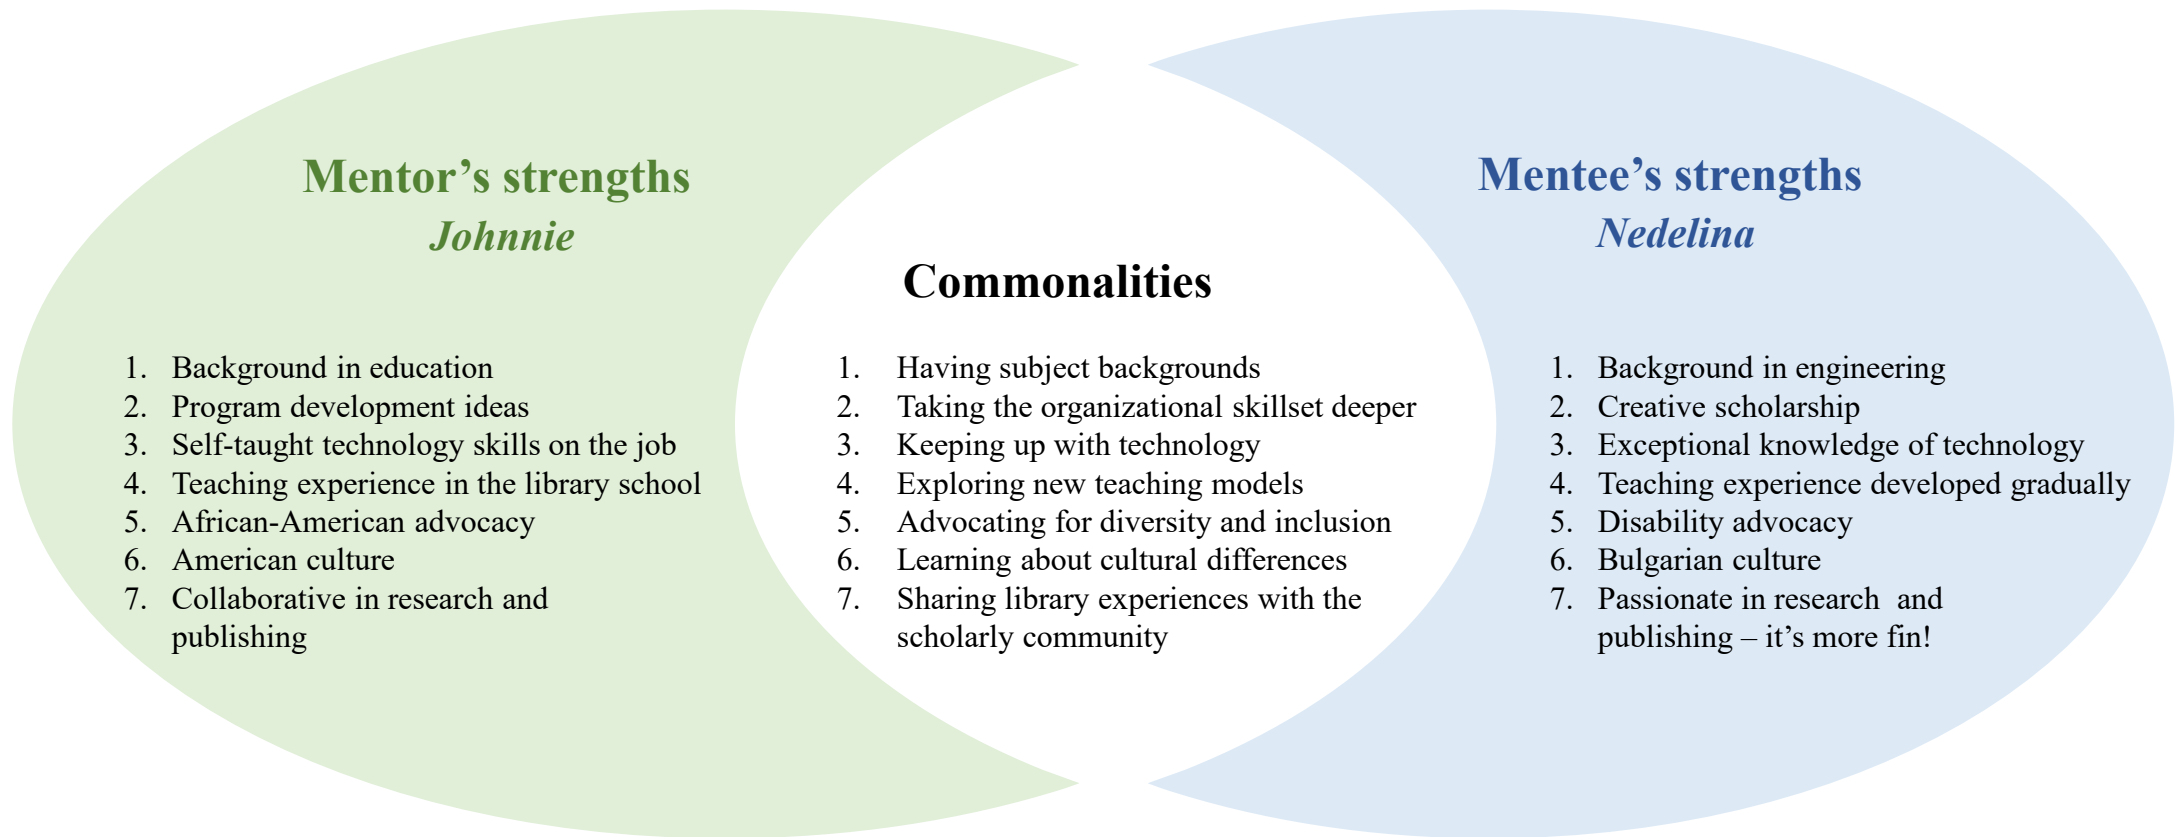 Mentor’s strengths
Johnnie
1. Background in education
2. Program development ideas
3. Self-taught technology skills on the job
4. Teaching experience in the library school
5. African-American advocacy
6. American culture
7. Collaborative in research and
publishing
Commonalities
1. Having subject backgrounds
2. Taking the organizational skillset deeper
3. Keeping up with technology
4. Exploring new teaching models
5. Advocating for diversity and inclusion
6. Learning about cultural differences
7. Sharing library experiences with the
scholarly community
Mentee’s strengths
Nedelina
1. Background in engineering
2. Creative scholarship
3. Exceptional knowledge of technology
4. Teaching experience developed gradually
5. Disability advocacy
6. Bulgarian culture
7. Passionate in research  and
publishing – it’s more fin!